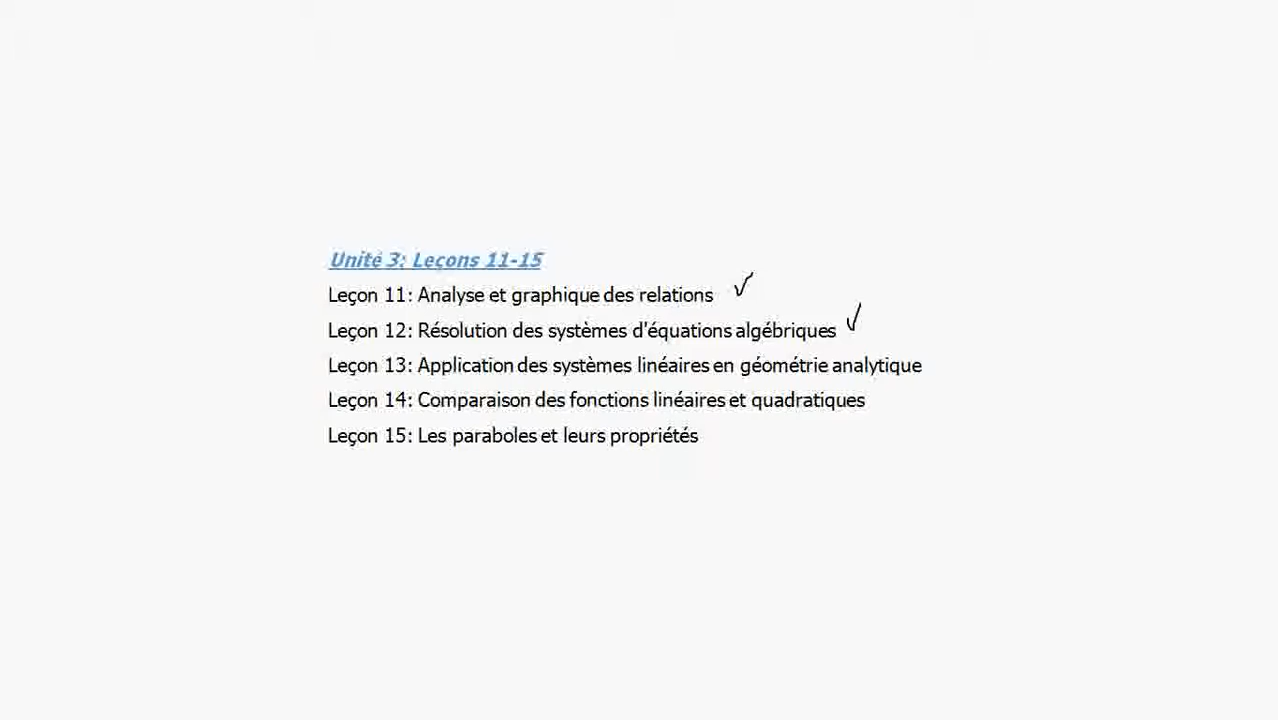 Unité 3: Leçons 11-15
Leçon 11: Analyse et graphique des relations
Leçon 12: Résolution des systèmes d'équations algébriques
Leçon 13: Application des systèmes linéaires en géométrie analytique
Leçon 14: Comparaison des fonctions linéaires et quadratiques
Leçon 15: Les paraboles et leurs propriétés